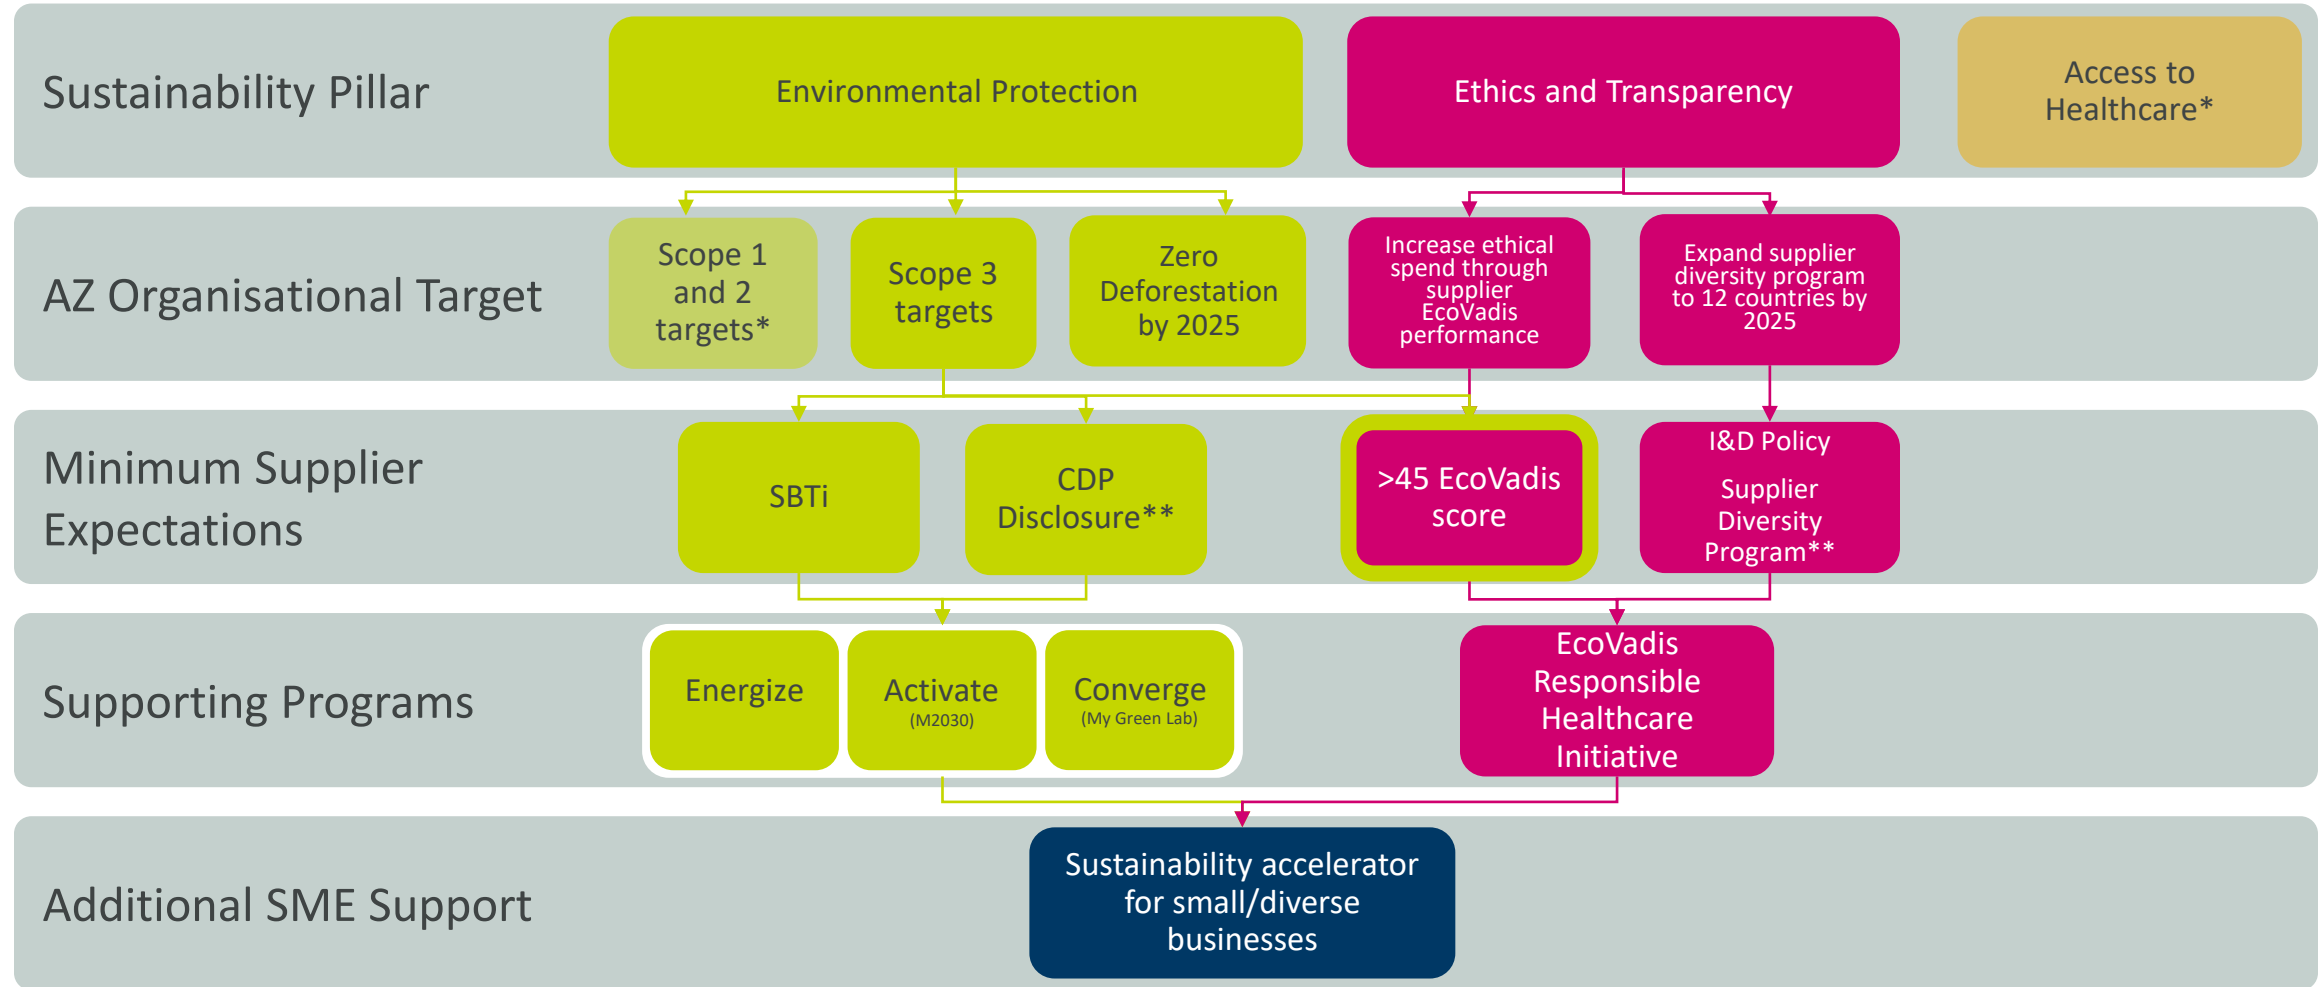 Sustainability Pillar
Environmental Protection
Ethics and Transparency
Access to
Healthcare*
AZ Organisational Target
Scope 1
and 2
targets*
Scope 3
targets
Zero
Deforestation
by 2025
Increase ethical
spend through
supplier
EcoVadis
performance
Expand supplier
diversity program
to 12 countries by
2025
Minimum Supplier
Expectations
SBTi
CDP
Disclosure**
>45 EcoVadis
score
I&D Policy
Supplier
Diversity
Program**
Supporting Programs
Energize
Activate
(M2030)
Converge
(My Green Lab)
EcoVadis
Responsible
Healthcare
Initiative
Additional SME Support
Sustainability accelerator
for small/diverse
businesses